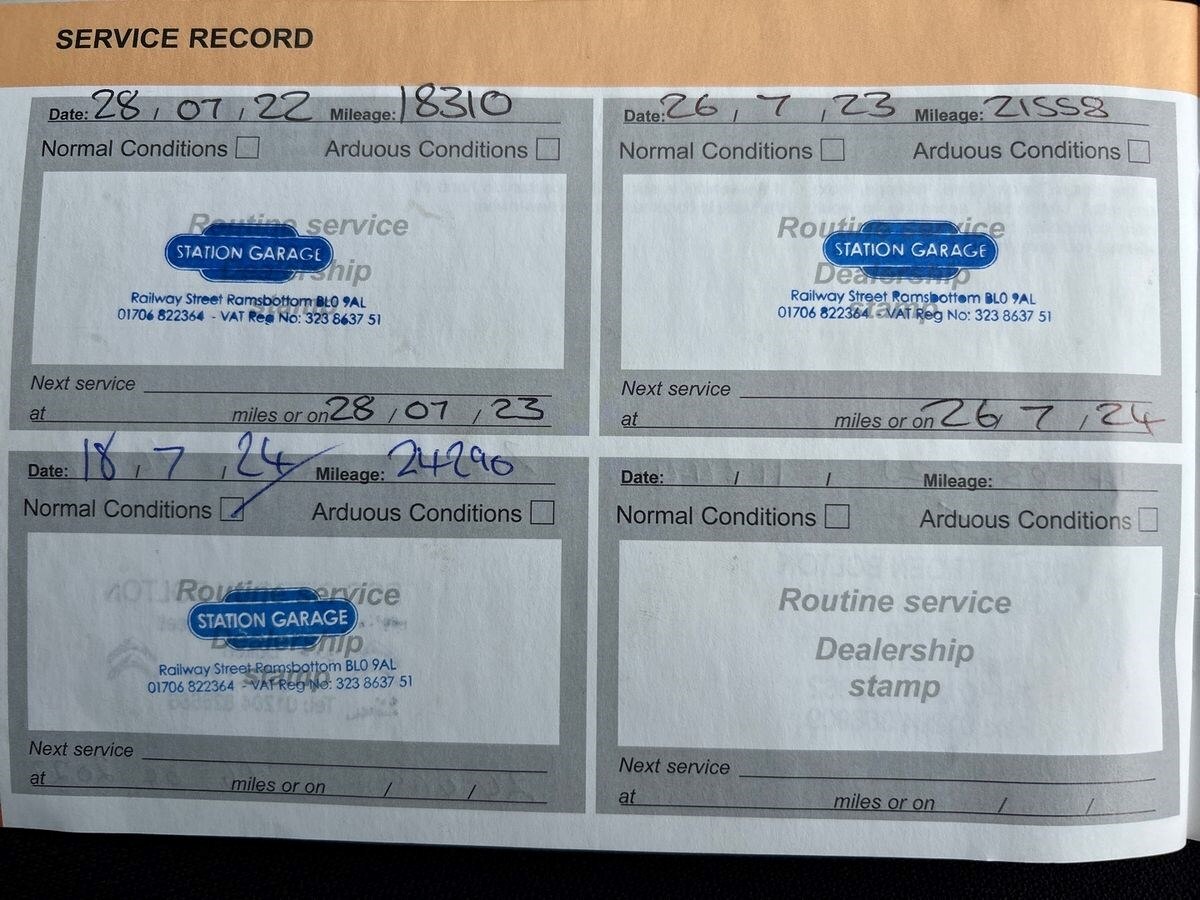 SERVICE RECORD
Date: 28 / 07 / 22 Mileage: 18310
Normal Conditions Arduous Conditions
Routine service
STATION GARAGE
Dealership
stamp
Railway Street Ramsbottom BL0 9AL
01706 822364 - VAT Reg No: 323 8637 51
Next service
at miles or on 28 / 07 / 23
Date: 26 / 7 / 23 Mileage: 21558
Normal Conditions Arduous Conditions
Routine service
STATION GARAGE
Dealership
stamp
Railway Street Ramsbottom BL0 9AL
01706 822364 - VAT Reg No: 323 8637 51
Next service
at miles or on 26 / 7 / 24
Date: 18 / 7 / 24 Mileage: 24290
Normal Conditions Arduous Conditions
Routine service
STATION GARAGE
Dealership
stamp
Railway Street Ramsbottom BL0 9AL
01706 822364 - VAT Reg No: 323 8637 51
Next service
at miles or on / /
Date: / / Mileage:
Normal Conditions Arduous Conditions
Routine service
Dealership
stamp
Next service
at miles or on / /